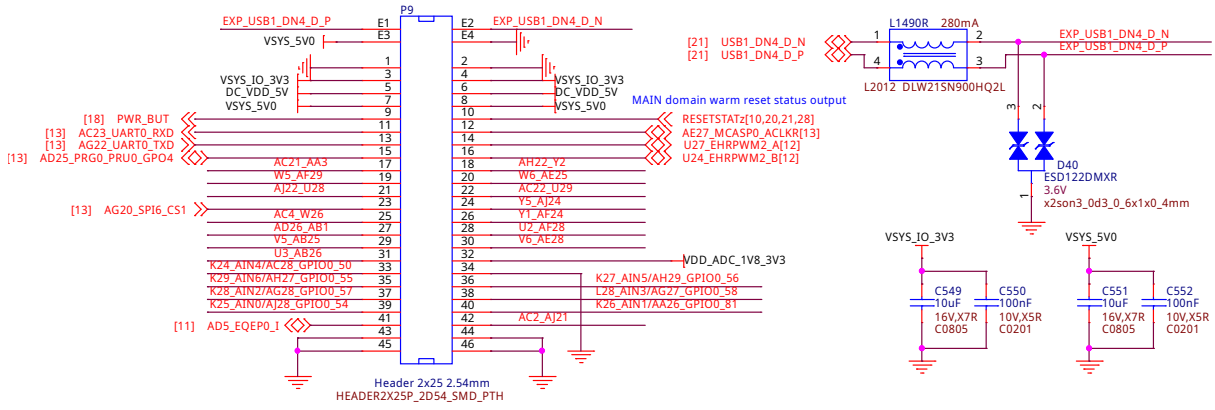 P9
EXP_USB1_DN4_D_P E1 E2 EXP_USB1_DN4_D_N
VSYS_5V0 E3 E4
1 2
VSYS_IO_3V3 3 4 VSYS_IO_3V3
DC_VDD_5V 5 6 DC_VDD_5V
VSYS_5V0 7 8 VSYS_5V0
MAIN domain warm reset status output
[18] PWR_BUT 9 10 RESETSTATz[10,20,21,28]
[13] AC23_UART0_RXD 11 12 AE27_MCASP0_ACLKR[13]
[13] AG22_UART0_TXD 13 14 U27_EHRPWM2_A[12]
[13] AD25_PRG0_PRU0_GPO4 15 16 U24_EHRPWM2_B[12]
AC21_AA3 17 18 AH22_Y2
W5_AF29 19 20 W6_AE25
AJ22_U28 21 22 AC22_U29
[13] AG20_SPI6_CS1 23 24 Y5_AJ24
AC4_W26 25 26 Y1_AF24
AD26_AB1 27 28 U2_AF28
V5_AB25 29 30 V6_AE28
U3_AB26 31 32 VDD_ADC_1V8_3V3
K24_AIN4/AC28_GPIO0_50 33 34
K29_AIN6/AH27_GPIO0_55 35 36 K27_AIN5/AH29_GPIO0_56
K28_AIN2/AG28_GPIO0_57 37 38 L28_AIN3/AG27_GPIO0_58
K25_AIN0/AJ28_GPIO0_54 39 40 K26_AIN1/AA26_GPIO0_81
[11] AD5_EQEP0_I 41 42 AC2_AJ21
43 44
45 46
Header 2x25 2.54mm
HEADER2X25P_2D54_SMD_PTH
L1490R 280mA
[21] USB1_DN4_D_N 1 2 EXP_USB1_DN4_D_N
[21] USB1_DN4_D_P 4 3 EXP_USB1_DN4_D_P
L2012 DLW21SN900HQ2L
3 2
D40
ESD122DMXR
3.6V
1
x2son3_0d3_0_6x1x0_4mm
VSYS_IO_3V3
C549 C550
10uF 100nF
16V,X7R 10V,X5R
C0805 C0201
VSYS_5V0
C551 C552
10uF 100nF
16V,X7R 10V,X5R
C0805 C0201